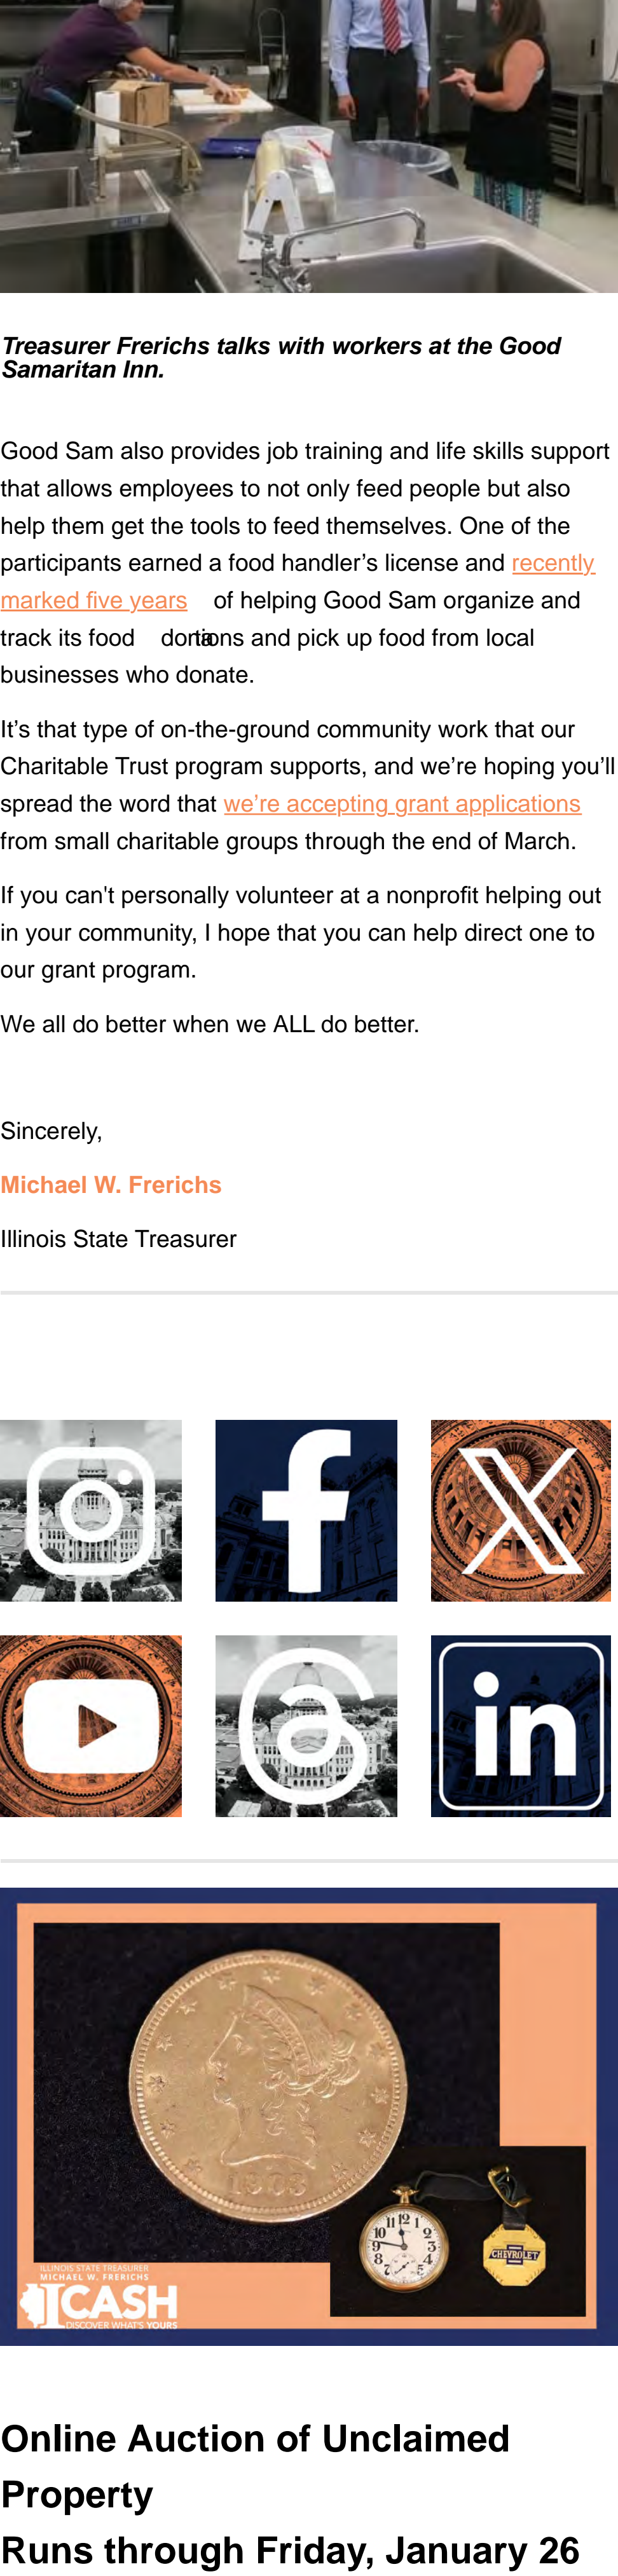 Treasurer Frerichs talks with workers at the Good
Samaritan Inn.
Good Sam also provides job training and life skills support
that allows employees to not only feed people but also
help them get the tools to feed themselves. One of the
participants earned a food handler’s license and recently
marked five years of helping Good Sam organize and
track its food donations and pick up food from local
businesses who donate.
It’s that type of on-the-ground community work that our
Charitable Trust program supports, and we’re hoping you’ll
spread the word that we’re accepting grant applications
from small charitable groups through the end of March.
If you can't personally volunteer at a nonprofit helping out
in your community, I hope that you can help direct one to
our grant program.
We all do better when we ALL do better.
Sincerely,
Michael W. Frerichs
Illinois State Treasurer
in
1903
CHEVROLET
ILLINOIS STATE TREASURER
MICHAEL W. FRERICHS
ICASH
DISCOVER WHAT'S YOURS
Online Auction of Unclaimed
Property
Runs through Friday, January 26